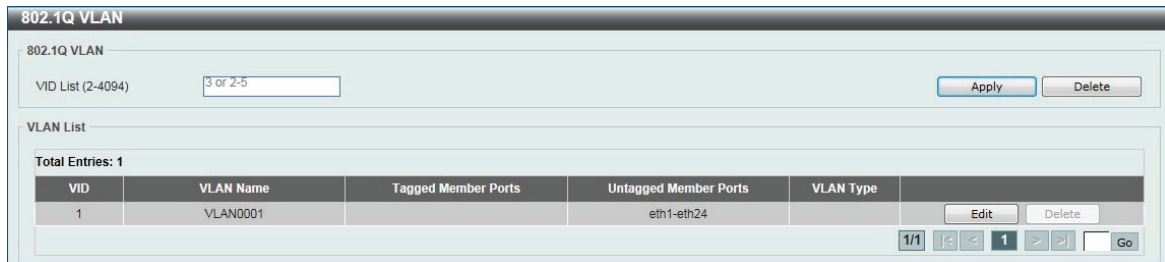 802.1Q VLAN
802.1Q VLAN
VID List (2-4094) 3 or 2-5 Apply Delete
VLAN List
Total Entries: 1
VID VLAN Name Tagged Member Ports Untagged Member Ports VLAN Type
1 VLAN0001 eth1-eth24 Edit Delete
1/1 |< < 1 > >| Go